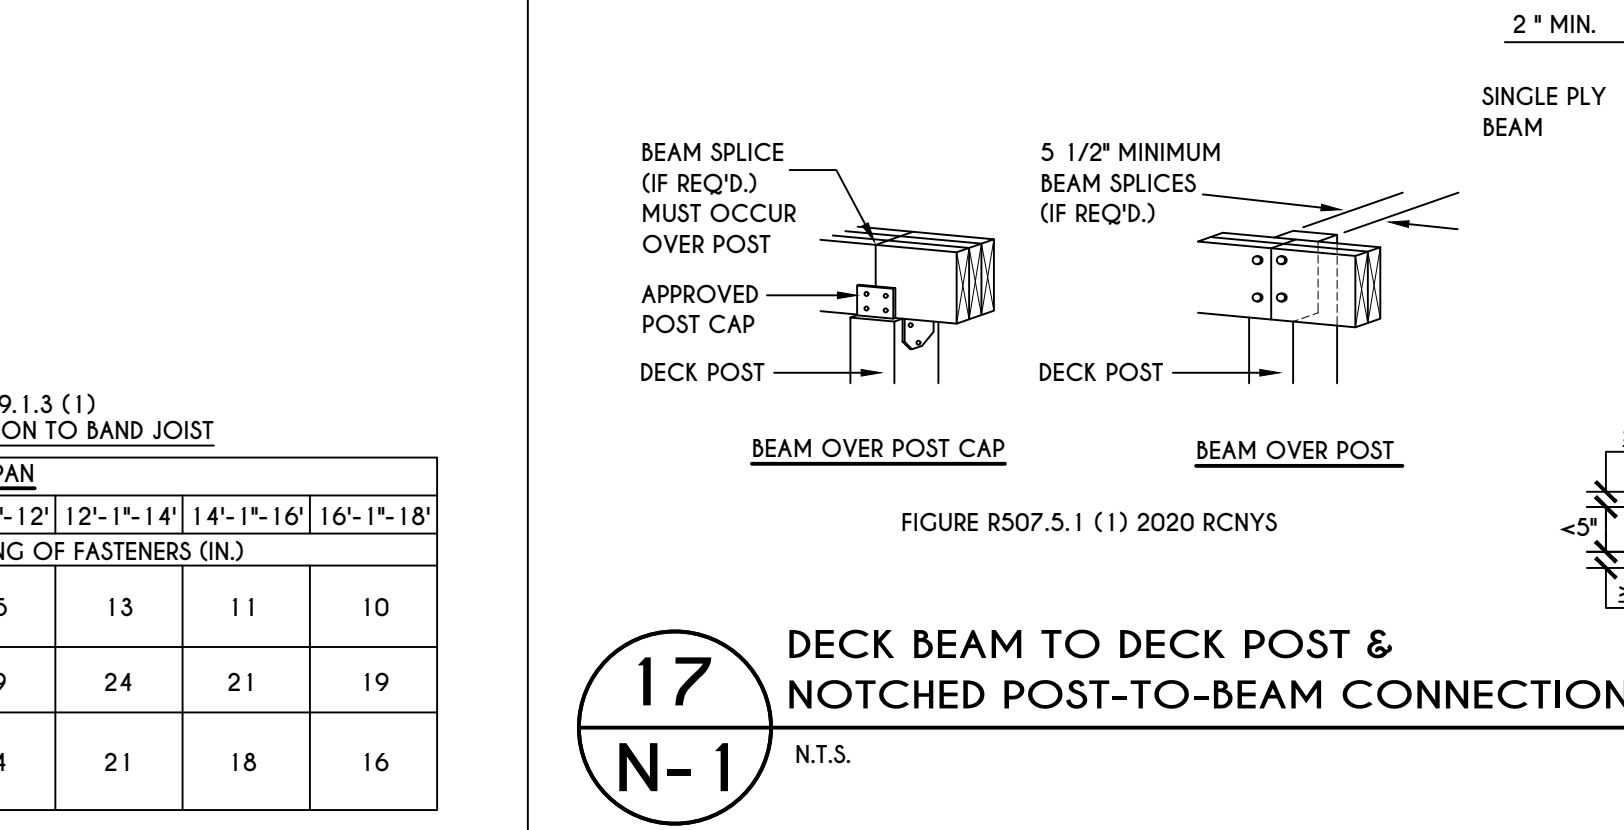 2 " MIN.
SINGLE PLY
BEAM
BEAM SPLICE
(IF REQ'D.)
MUST OCCUR
OVER POST
APPROVED
POST CAP
DECK POST
5 1/2" MINIMUM
BEAM SPLICES
(IF REQ'D.)
DECK POST
BEAM OVER POST CAP
BEAM OVER POST
FIGURE R507.5.1 (1) 2020 RCNYS
<5"
17
N-1
DECK BEAM TO DECK POST &
NOTCHED POST-TO-BEAM CONNECTION
N.T.S.
9.1.3 (1)
ON TO BAND JOIST
PAN
'-12' 12'-1"-14' 14'-1"-16' 16'-1"-18'
NG OF FASTENERS (IN.)
13 11 10
9 24 21 19
4 21 18 16